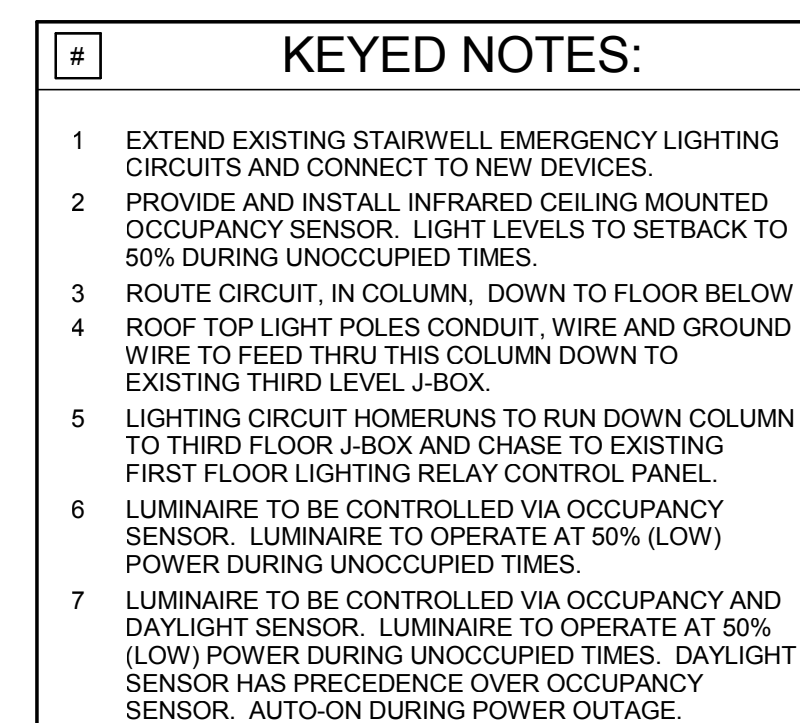 # KEYED NOTES:
1 EXTEND EXISTING STAIRWELL EMERGENCY LIGHTING
CIRCUITS AND CONNECT TO NEW DEVICES.
2 PROVIDE AND INSTALL INFRARED CEILING MOUNTED
OCCUPANCY SENSOR. LIGHT LEVELS TO SETBACK TO
50% DURING UNOCCUPIED TIMES.
3 ROUTE CIRCUIT, IN COLUMN, DOWN TO FLOOR BELOW
4 ROOF TOP LIGHT POLES CONDUIT, WIRE AND GROUND
WIRE TO FEED THRU THIS COLUMN DOWN TO
EXISTING THIRD LEVEL J-BOX.
5 LIGHTING CIRCUIT HOMERUNS TO RUN DOWN COLUMN
TO THIRD FLOOR J-BOX AND CHASE TO EXISTING
FIRST FLOOR LIGHTING RELAY CONTROL PANEL.
6 LUMINAIRE TO BE CONTROLLED VIA OCCUPANCY
SENSOR. LUMINAIRE TO OPERATE AT 50% (LOW)
POWER DURING UNOCCUPIED TIMES.
7 LUMINAIRE TO BE CONTROLLED VIA OCCUPANCY AND
DAYLIGHT SENSOR. LUMINAIRE TO OPERATE AT 50%
(LOW) POWER DURING UNOCCUPIED TIMES. DAYLIGHT
SENSOR HAS PRECEDENCE OVER OCCUPANCY
SENSOR. AUTO-ON DURING POWER OUTAGE.